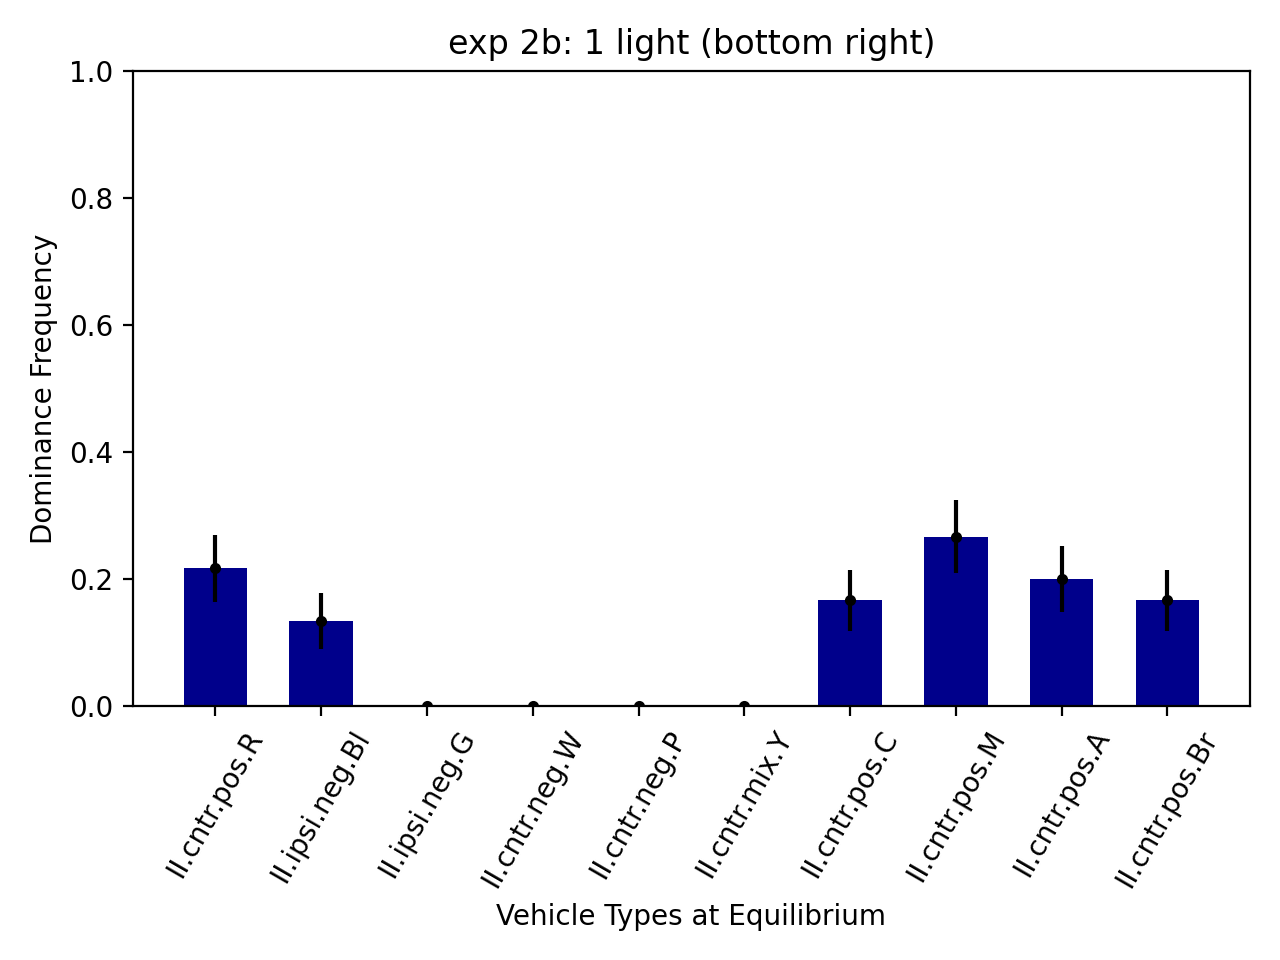 exp 2b: 1 light (bottom right)
Dominance Frequency
1.0
0.8
0.6
0.4
0.2
0.0
II.cntr.pos.R
II.ipsi.neg.Bl
II.ipsi.neg.G
II.cntr.neg.W
II.cntr.neg.P
II.cntr.mix.Y
II.cntr.pos.C
II.cntr.pos.M
II.cntr.pos.A
II.cntr.pos.Br
Vehicle Types at Equilibrium